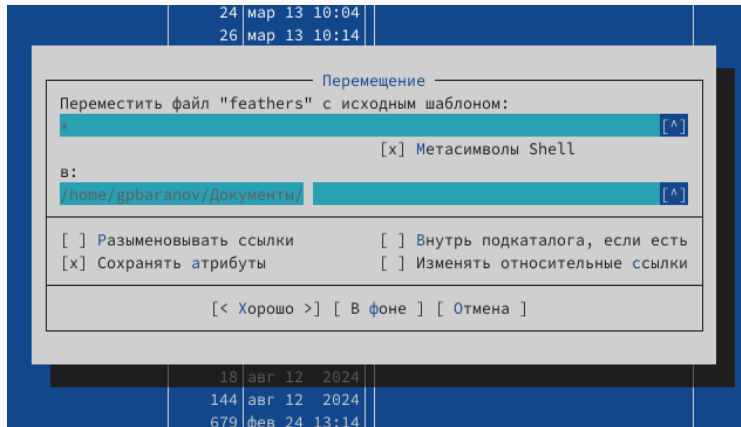 24 мар 13 10:04
26 мар 13 10:14
Перемещение
Переместить файл "feathers" с исходным шаблоном:
* [^]
[x] Метасимволы Shell
в:
/home/gpbaranov/Документы/ [^]
[ ] Разыменовывать ссылки [ ] Внутрь подкаталога, если есть
[x] Сохранять атрибуты [ ] Изменять относительные ссылки
[< Хорошо >] [ В фоне ] [ Отмена ]
18 авг 12 2024
144 авг 12 2024
679 фев 24 13:14